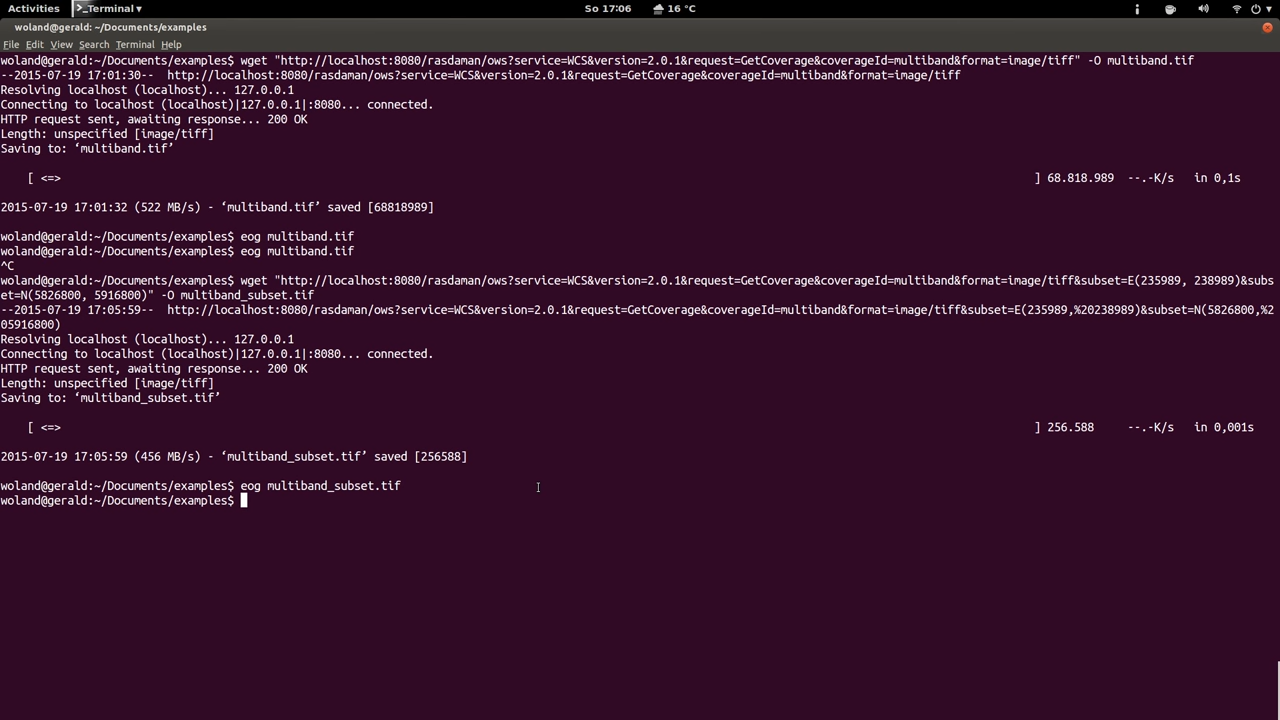 Activities >_Terminal ▾ So 17:06 16 °C
woland@gerald: ~/Documents/examples
File Edit View Search Terminal Help
woland@gerald:~/Documents/examples$ wget "http://localhost:8080/rasdaman/ows?service=WCS&version=2.0.1&request=GetCoverage&coverageId=multiband&format=image/tiff" -O multiband.tif
--2015-07-19 17:01:30-- http://localhost:8080/rasdaman/ows?service=WCS&version=2.0.1&request=GetCoverage&coverageId=multiband&format=image/tiff
Resolving localhost (localhost)... 127.0.0.1
Connecting to localhost (localhost)|127.0.0.1|:8080... connected.
HTTP request sent, awaiting response... 200 OK
Length: unspecified [image/tiff]
Saving to: ‘multiband.tif’
[ <=> ] 68.818.989 --.-K/s in 0,1s
2015-07-19 17:01:32 (522 MB/s) - ‘multiband.tif’ saved [68818989]
woland@gerald:~/Documents/examples$ eog multiband.tif
woland@gerald:~/Documents/examples$ eog multiband.tif
^C
woland@gerald:~/Documents/examples$ wget "http://localhost:8080/rasdaman/ows?service=WCS&version=2.0.1&request=GetCoverage&coverageId=multiband&format=image/tiff&subset=E(235989, 238989)&subs
et=N(5826800, 5916800)" -O multiband_subset.tif
--2015-07-19 17:05:59-- http://localhost:8080/rasdaman/ows?service=WCS&version=2.0.1&request=GetCoverage&coverageId=multiband&format=image/tiff&subset=E(235989,%20238989)&subset=N(5826800,%2
05916800)
Resolving localhost (localhost)... 127.0.0.1
Connecting to localhost (localhost)|127.0.0.1|:8080... connected.
HTTP request sent, awaiting response... 200 OK
Length: unspecified [image/tiff]
Saving to: ‘multiband_subset.tif’
[ <=> ] 256.588 --.-K/s in 0,001s
2015-07-19 17:05:59 (456 MB/s) - ‘multiband_subset.tif’ saved [256588]
woland@gerald:~/Documents/examples$ eog multiband_subset.tif
woland@gerald:~/Documents/examples$